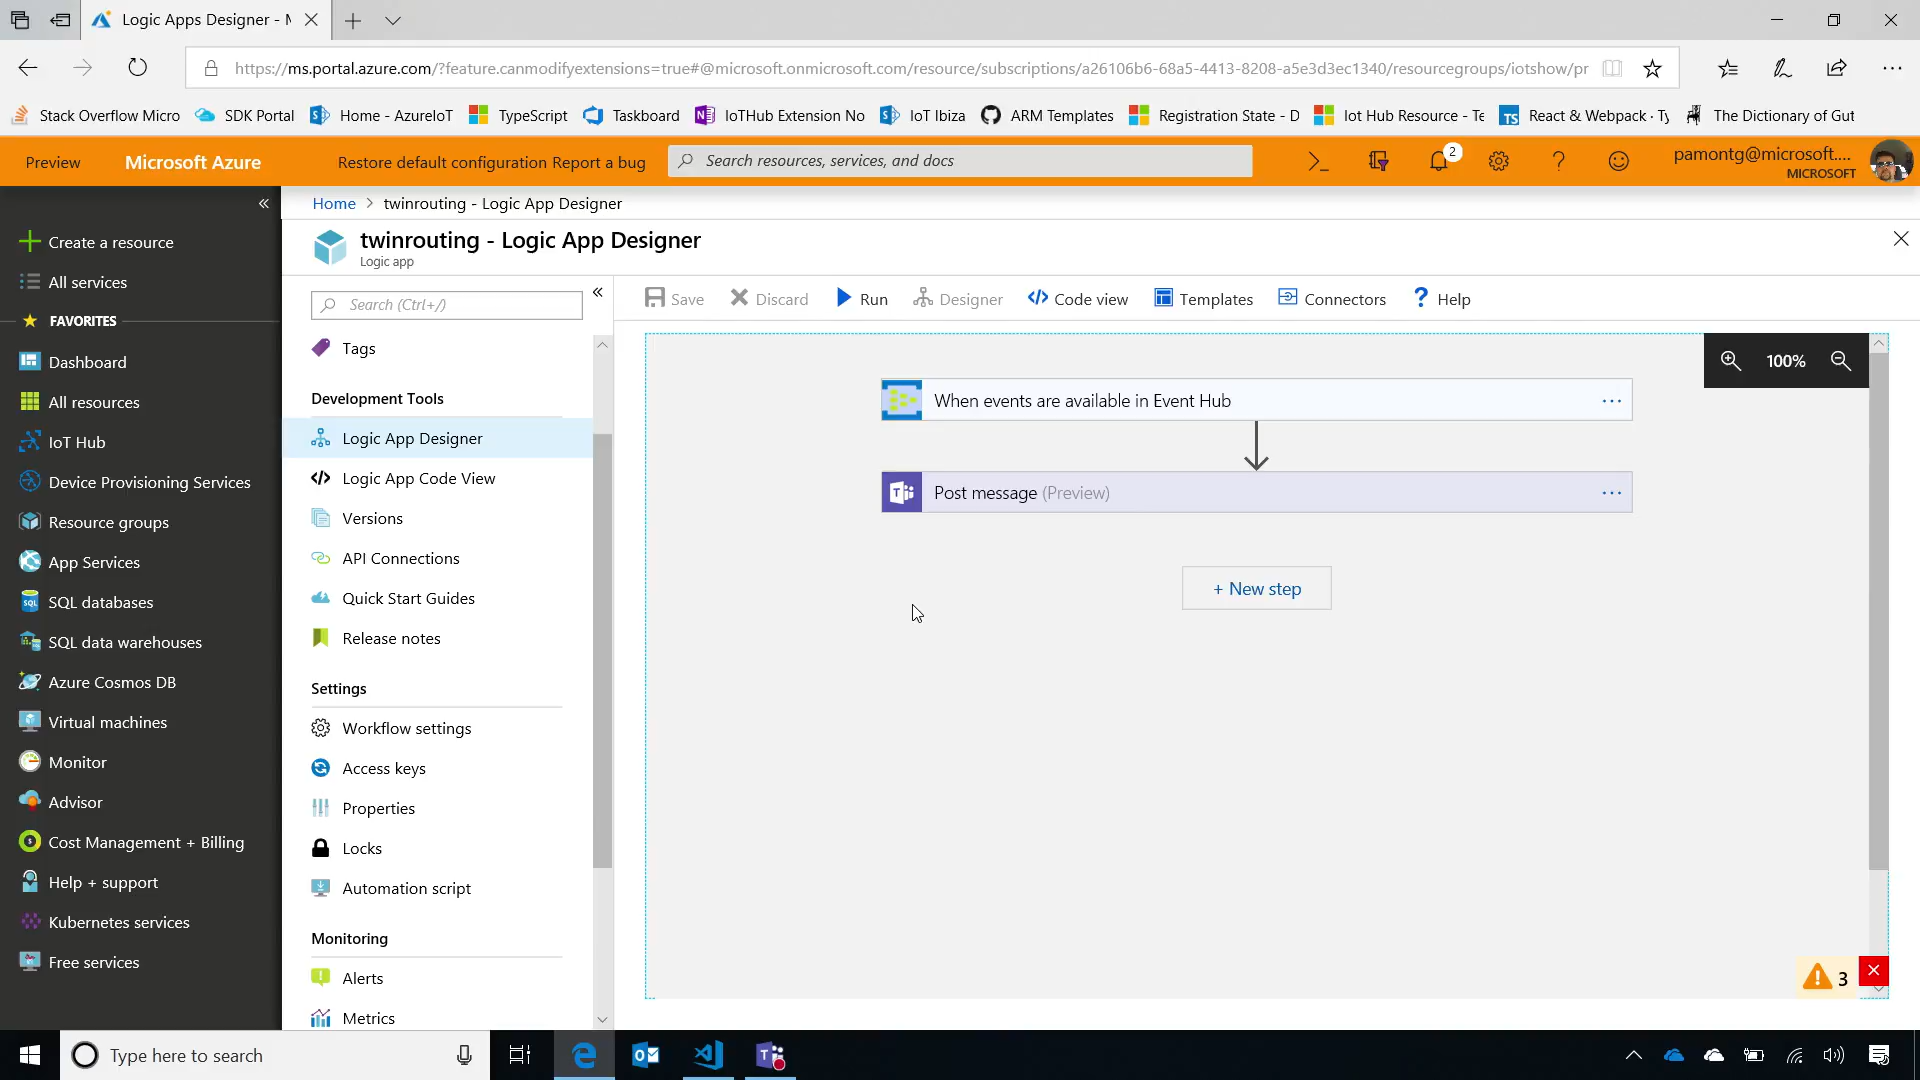 Logic Apps Designer - M
https://ms.portal.azure.com/?feature.canmodifyextensions=true#@microsoft.onmicrosoft.com/resource/subscriptions/a26106b6-68a5-4413-8208-a5e3d3ec1340/resourcegroups/iotshow/pr
Stack Overflow Micro SDK Portal Home - AzureIoT TypeScript Taskboard IoTHub Extension No IoT Ibiza ARM Templates Registration State - D Iot Hub Resource - Te React & Webpack · Ty The Dictionary of Gut
Preview Microsoft Azure Restore default configuration Report a bug Search resources, services, and docs 2 pamontg@microsoft....
MICROSOFT
Home > twinrouting - Logic App Designer
twinrouting - Logic App Designer
Logic app
Create a resource
All services
FAVORITES
Dashboard
All resources
IoT Hub
Device Provisioning Services
Resource groups
App Services
SQL databases
SQL data warehouses
Azure Cosmos DB
Virtual machines
Monitor
Advisor
Cost Management + Billing
Help + support
Kubernetes services
Free services
Search (Ctrl+/)
Tags
Development Tools
Logic App Designer
Logic App Code View
Versions
API Connections
Quick Start Guides
Release notes
Settings
Workflow settings
Access keys
Properties
Locks
Automation script
Monitoring
Alerts
Metrics
Save Discard Run Designer Code view Templates Connectors Help
100%
When events are available in Event Hub
Post message (Preview)
+ New step
3
Type here to search